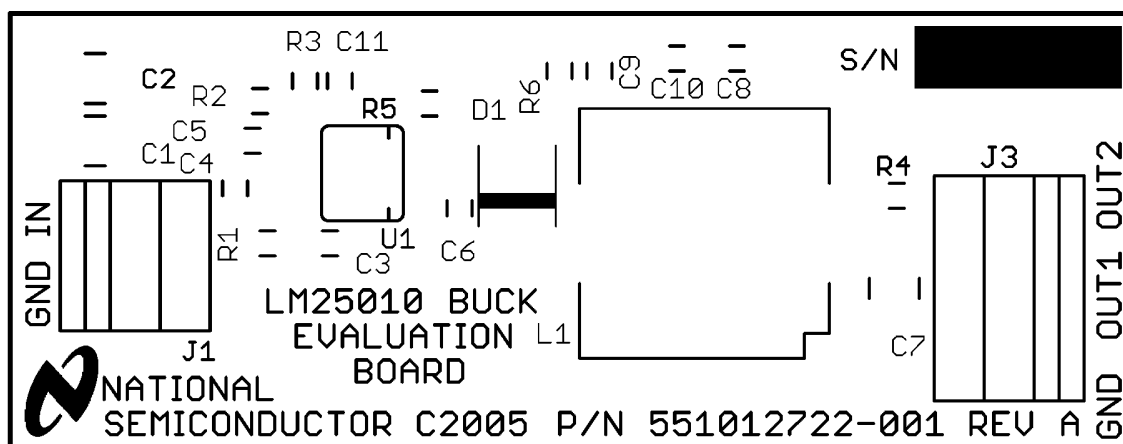 R3 C11
C2
R2
C5
C1 C4
R5
D1
R6
C9
C10 C8
S/N
J3
R4
GND IN
R1
U1
C3
C6
J1
LM25010 BUCK
EVALUATION
BOARD
L1
C7
GND OUT1 OUT2
NATIONAL
SEMICONDUCTOR C2005 P/N 551012722-001 REV A